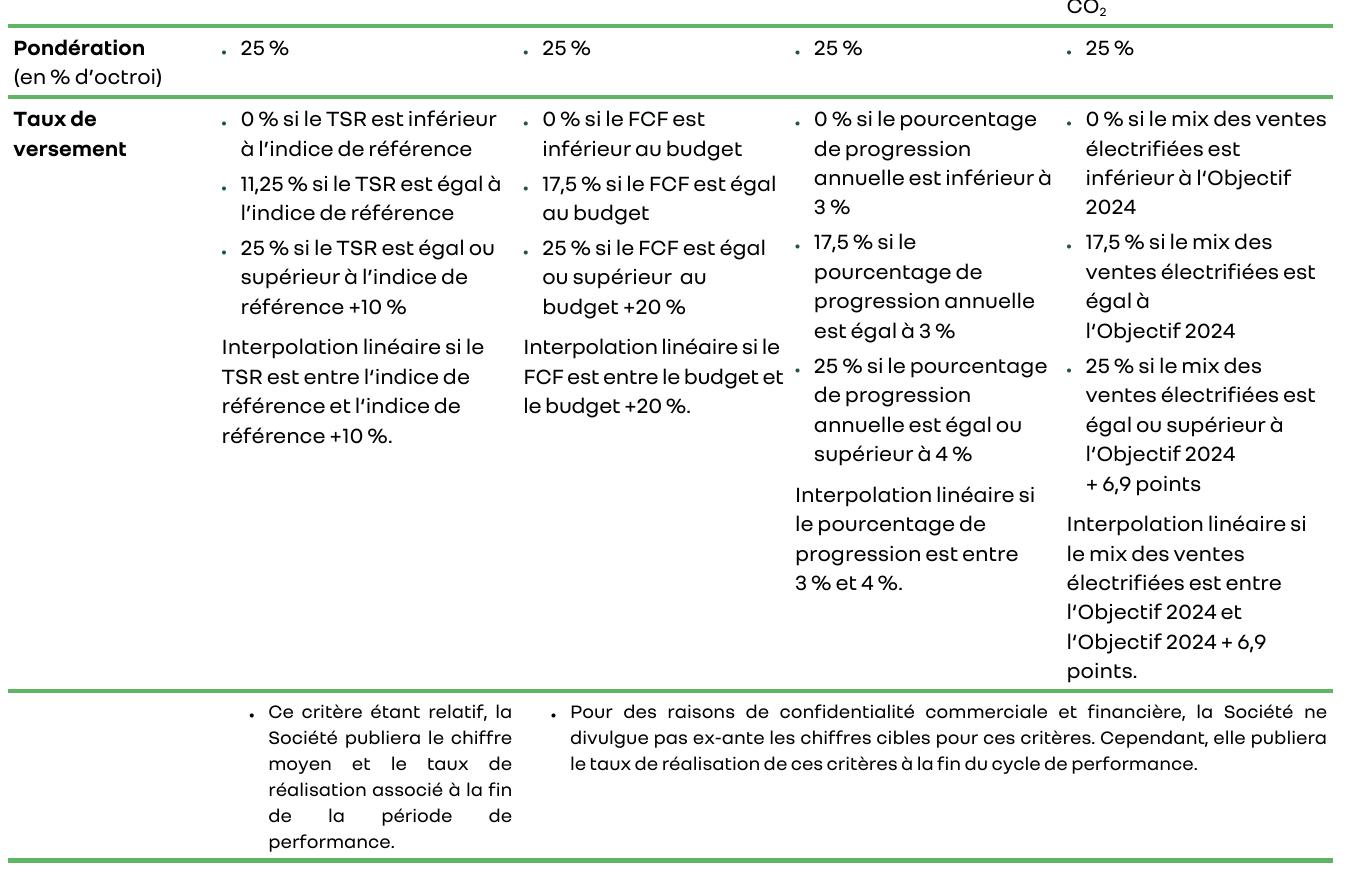 CO₂
Pondération
(en % d’octroi)
• 25 %
• 25 %
• 25 %
• 25 %
Taux de
versement
• 0 % si le TSR est inférieur
à l’indice de référence
• 11,25 % si le TSR est égal à
l’indice de référence
• 25 % si le TSR est égal ou
supérieur à l’indice de
référence +10 %
Interpolation linéaire si le
TSR est entre l’indice de
référence et l’indice de
référence +10 %.
• 0 % si le FCF est
inférieur au budget
• 17,5 % si le FCF est égal
au budget
• 25 % si le FCF est égal
ou supérieur au
budget +20 %
Interpolation linéaire si le
FCF est entre le budget et
le budget +20 %.
• 0 % si le pourcentage
de progression
annuelle est inférieur à
3 %
• 17,5 % si le
pourcentage de
progression annuelle
est égal à 3 %
• 25 % si le pourcentage
de progression
annuelle est égal ou
supérieur à 4 %
Interpolation linéaire si
le pourcentage de
progression est entre
3 % et 4 %.
• 0 % si le mix des ventes
électrifiées est
inférieur à l’Objectif
2024
• 17,5 % si le mix des
ventes électrifiées est
égal à
l’Objectif 2024
• 25 % si le mix des
ventes électrifiées est
égal ou supérieur à
l’Objectif 2024
+ 6,9 points
Interpolation linéaire si
le mix des ventes
électrifiées est entre
l’Objectif 2024 et
l’Objectif 2024 + 6,9
points.
• Ce critère étant relatif, la
Société publiera le chiffre
moyen et le taux de
réalisation associé à la fin
de la période de
performance.
• Pour des raisons de confidentialité commerciale et financière, la Société ne
divulgue pas ex-ante les chiffres cibles pour ces critères. Cependant, elle publiera
le taux de réalisation de ces critères à la fin du cycle de performance.